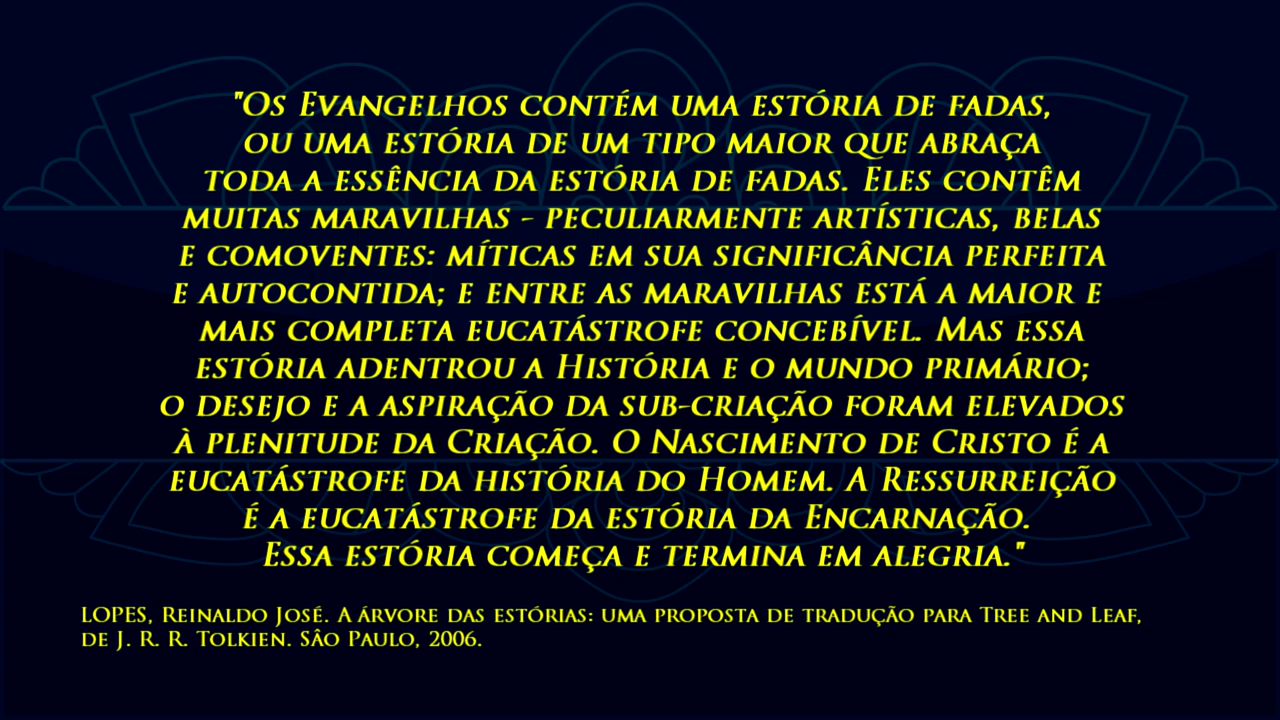 "Os Evangelhos contém uma estória de fadas,
ou uma estória de um tipo maior que abraça
toda a essência da estória de fadas. Eles contêm
muitas maravilhas - peculiarmente artísticas, belas
e comoventes: míticas em sua significância perfeita
e autocontida; e entre as maravilhas está a maior e
mais completa eucatástrofe concebível. Mas essa
estória adentrou a História e o mundo primário;
o desejo e a aspiração da sub-criação foram elevados
à plenitude da Criação. O Nascimento de Cristo é a
eucatástrofe da história do Homem. A Ressurreição
é a eucatástrofe da estória da Encarnação.
Essa estória começa e termina em alegria."
LOPES, Reinaldo José. A árvore das estórias: uma proposta de tradução para Tree and Leaf,
de J. R. R. Tolkien. Sâo Paulo, 2006.